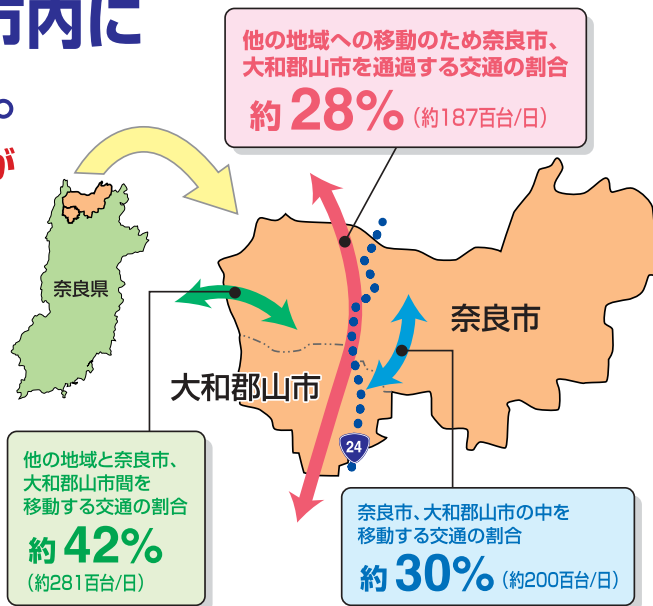 市内に
。
が
他の地域への移動のため奈良市、
大和郡山市を通過する交通の割合
約28%（約187百台/日）
奈良県
奈良市
大和郡山市
24
他の地域と奈良市、
大和郡山市間を
移動する交通の割合
約42%
（約281百台/日）
奈良市、大和郡山市の中を
移動する交通の割合
約30%（約200百台/日）